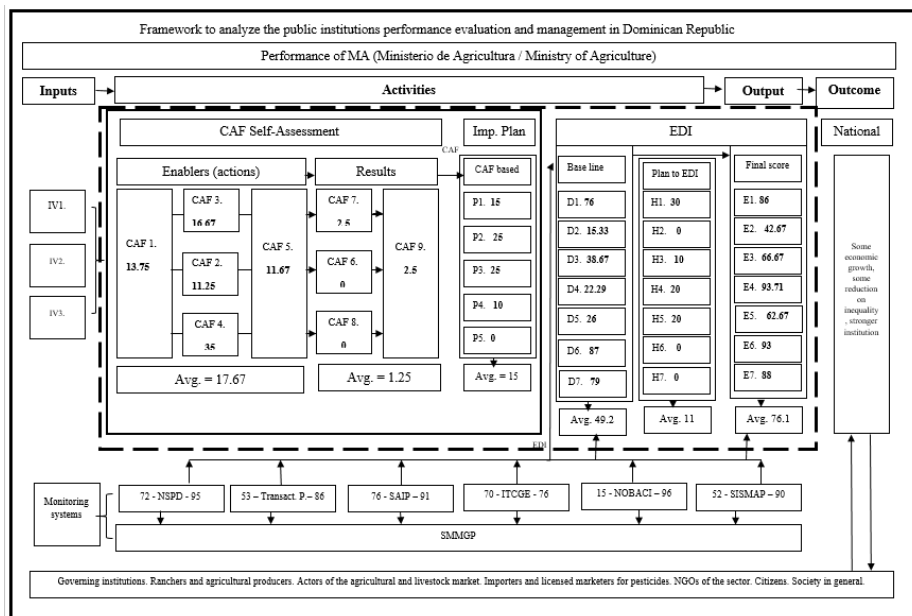 Framework to analyze the public institutions performance evaluation and management in Dominican Republic
Performance of MA (Ministerio de Agricultura / Ministry of Agriculture)
Inputs
Activities
Output
Outcome
CAF Self-Assessment
Imp. Plan
EDI
National
CAF
Enablers (actions)
Results
CAF based
Base line
Plan to EDI
Final score
IV1.
IV2.
IV3.
CAF 1.
13.75
CAF 3.
16.67
CAF 2.
11.25
CAF 4.
35
CAF 5.
11.67
CAF 7.
2.5
CAF 6.
0
CAF 8.
0
CAF 9.
2.5
P1. 15
P2. 25
P3. 25
P4. 10
P5. 0
D1. 76
D2. 15.33
D3. 38.67
D4. 22.29
D5. 26
D6. 87
D7. 79
H1. 30
H2. 0
H3. 10
H4. 20
H5. 20
H6. 0
H7. 0
E1. 86
E2. 42.67
E3. 66.67
E4. 93.71
E5. 62.67
E6. 93
E7. 88
Some
economic
growth,
some
reduction
on
inequality
, stronger
institution
Avg. = 17.67
Avg. = 1.25
Avg. = 15
Avg. 49.2
Avg. 11
Avg. 76.1
EDI
Monitoring
systems
72 - NSPD - 95
53 – Transact. P.– 86
76 - SAIP – 91
70 - ITCGE - 76
15 - NOBACI – 96
52 - SISMAP – 90
SMMGP
Governing institutions. Ranchers and agricultural producers. Actors of the agricultural and livestock market. Importers and licensed marketers for pesticides. NGOs of the sector. Citizens. Society in general.